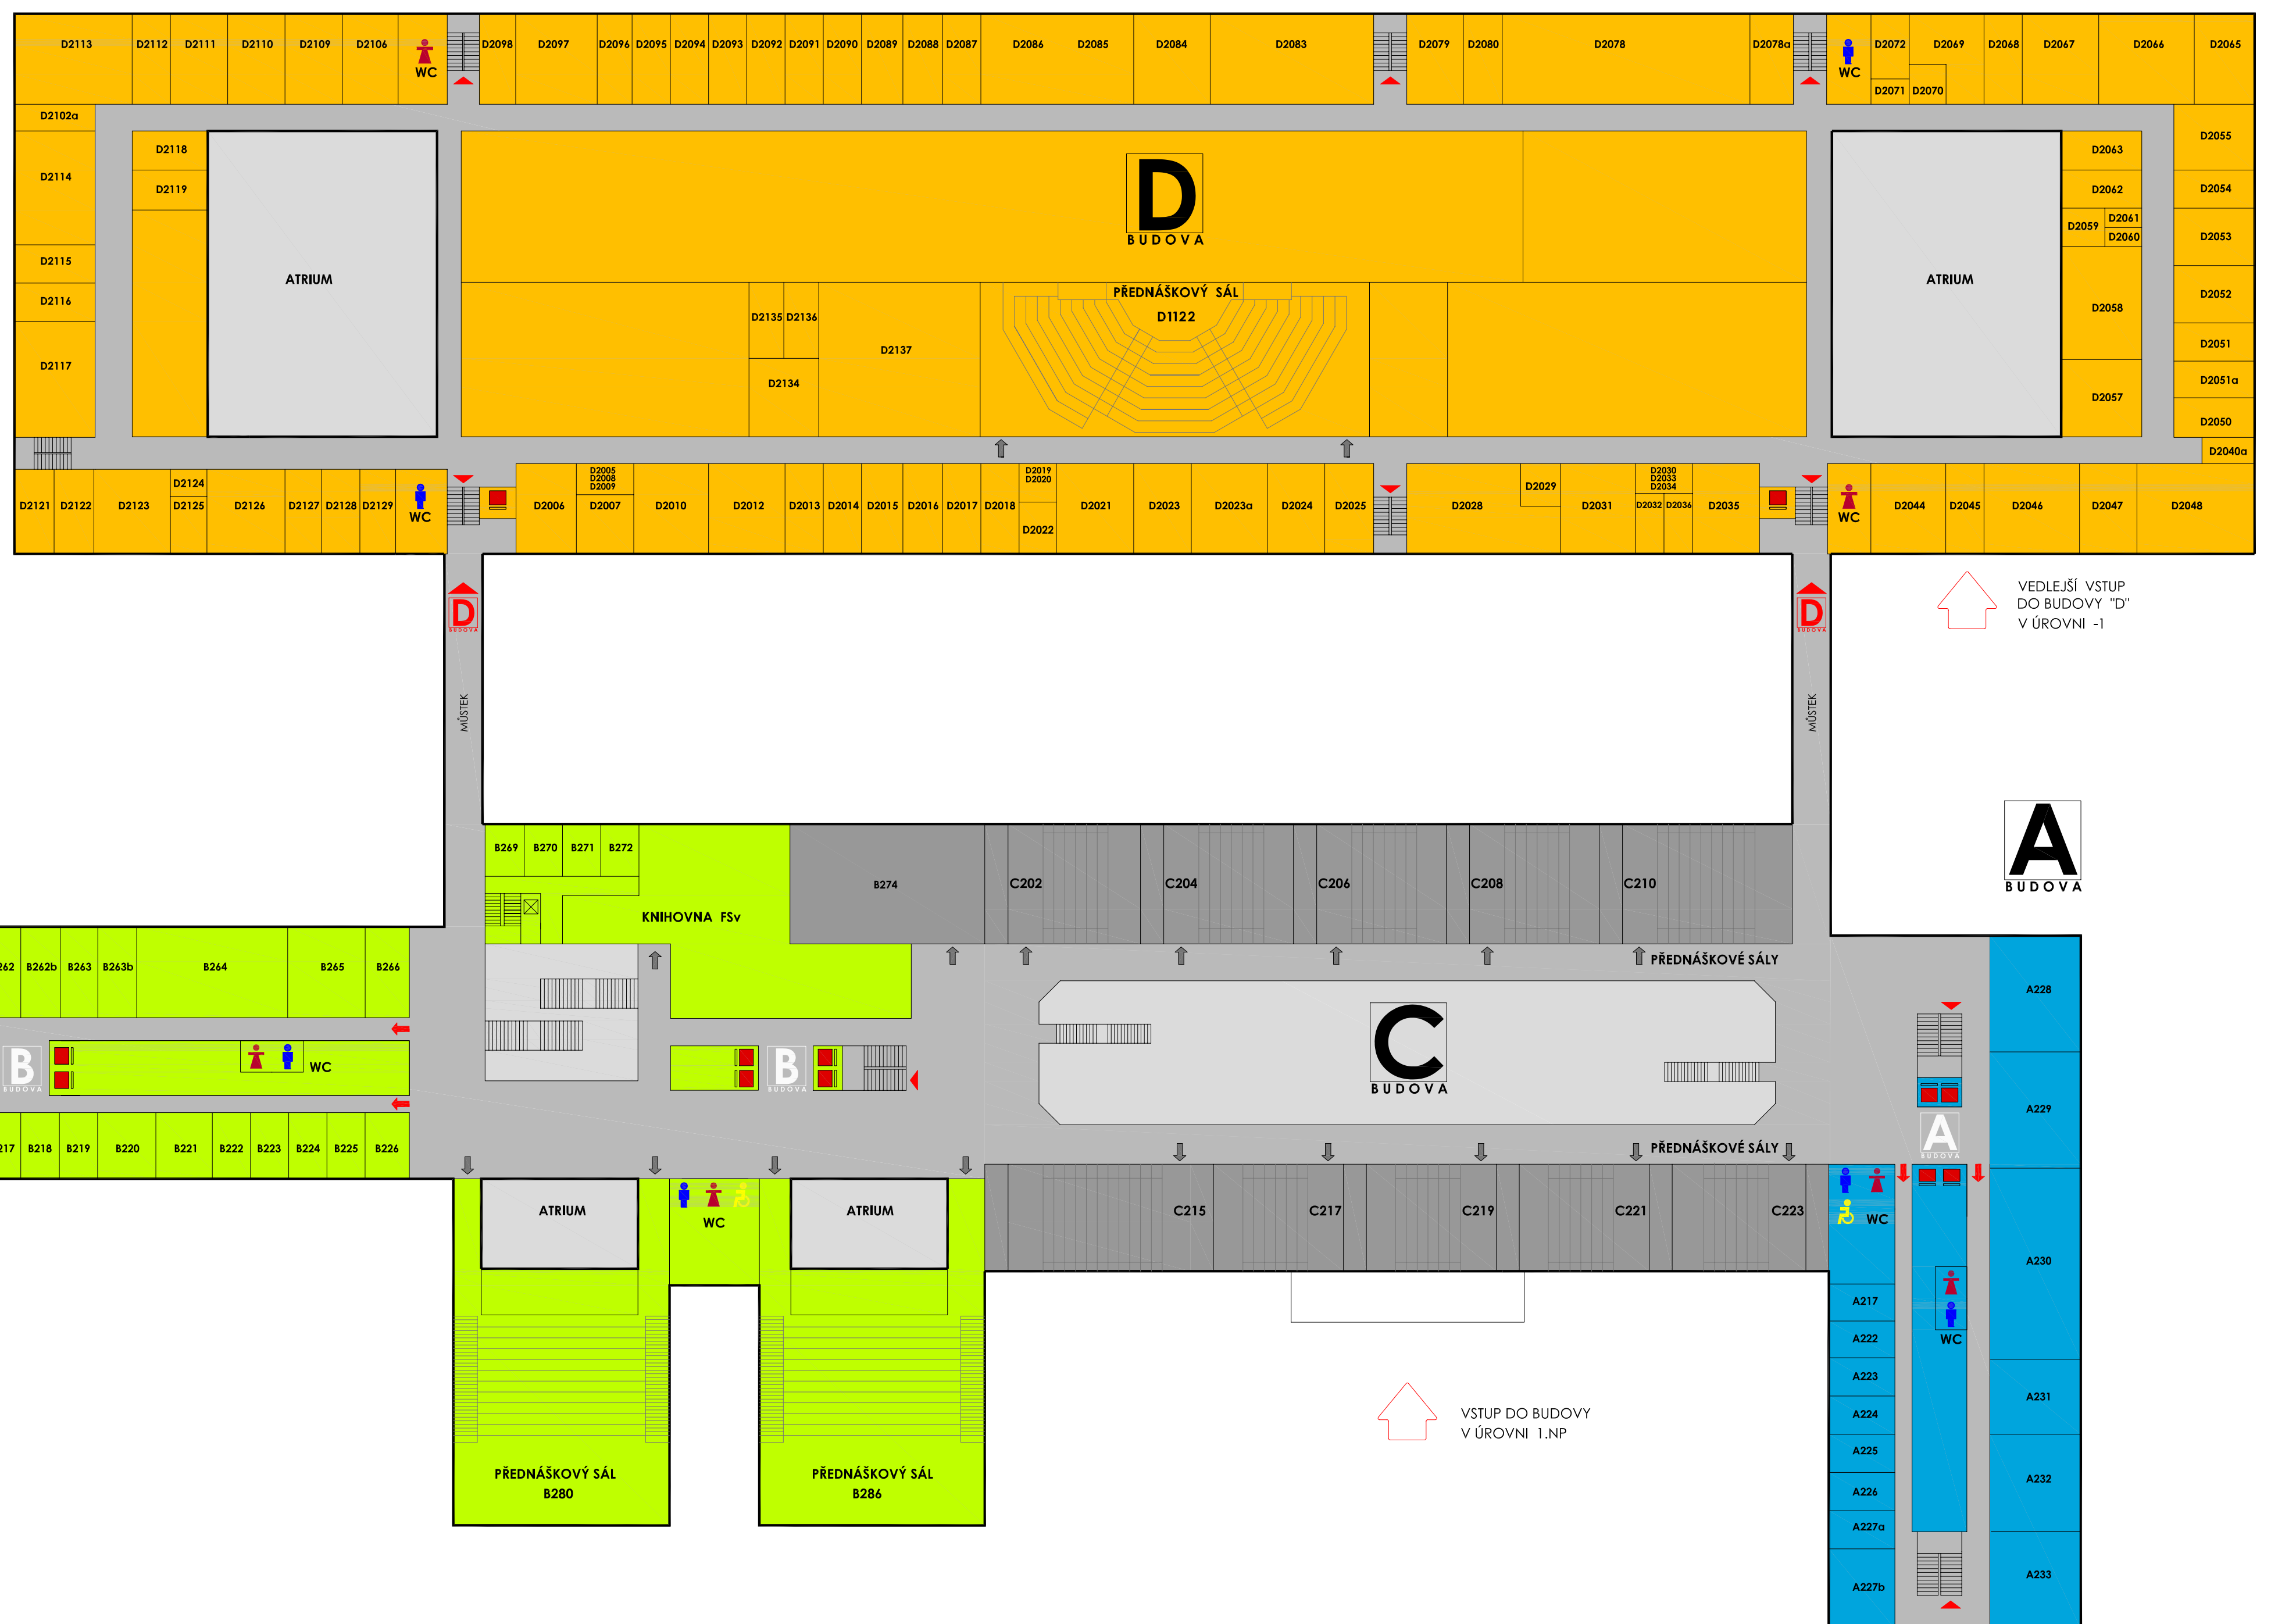 D2113 D2112 D2111 D2110 D2109 D2106 WC D2098 D2097 D2096 D2095 D2094 D2093 D2092 D2091 D2090 D2089 D2088 D2087 D2086 D2085 D2084 D2083 D2079 D2080 D2078 D2078a WC D2072 D2069 D2068 D2067 D2066 D2065
D2071 D2070
D2102a
D2118 D2055
D2114 D2119 D2063
D2062 D2054
D2061
D2059 D2060 D2053
D
BUDOVA
D2115
ATRIUM
ATRIUM
D2116
PŘEDNÁŠKOVÝ SÁL
D1122
D2052
D2135 D2136
D2058
D2137
D2051
D2117
D2134
D2051a
D2057
D2050
D2040a
D2124
D2005
D2008
D2009
D2019
D2020
D2030
D2033
D2034
D2029
D2121 D2122 D2123 D2125 D2126 D2127 D2128 D2129 WC D2006 D2007 D2010 D2012 D2013 D2014 D2015 D2016 D2017 D2018 D2021 D2023 D2023a D2024 D2025 D2028 D2031 D2032 D2036 D2035 WC D2044 D2045 D2046 D2047 D2048
D2022
D
BUDOVA
D
BUDOVA
VEDLEJŠÍ VSTUP
DO BUDOVY "D"
V ÚROVNI -1
MŮSTEK
MŮSTEK
A
BUDOVA
B269 B270 B271 B272
B274 C202 C204 C206 C208 C210
KNIHOVNA FSv
PŘEDNÁŠKOVÉ SÁLY
262 B262b B263 B263b B264 B265 B266
A228
B
BUDOVA
WC
B
BUDOVA
C
BUDOVA
A229
A
BUDOVA
217 B218 B219 B220 B221 B222 B223 B224 B225 B226
PŘEDNÁŠKOVÉ SÁLY
ATRIUM
WC
ATRIUM
C215 C217 C219 C221 C223
WC
A230
A217
A222
WC
A223
A231
A224
VSTUP DO BUDOVY
V ÚROVNI 1.NP
A225
PŘEDNÁŠKOVÝ SÁL
B280
PŘEDNÁŠKOVÝ SÁL
B286
A232
A226
A227a
A233
A227b